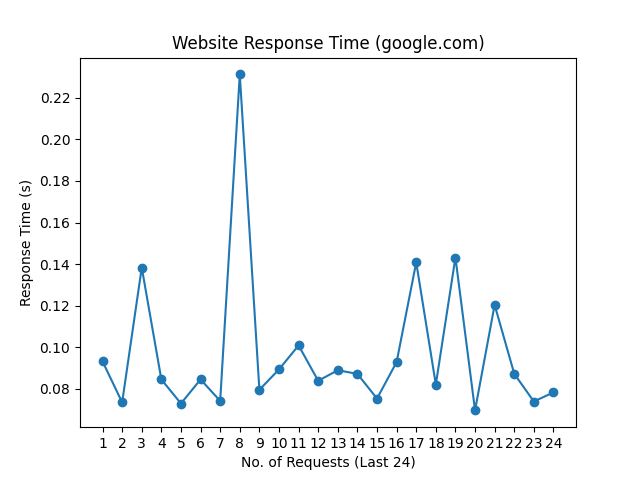 Website Response Time (google.com)
0.22
0.20
0.18
0.16
0.14
0.12
0.10
0.08
Response Time (s)
1 2 3 4 5 6 7 8 9 10 11 12 13 14 15 16 17 18 19 20 21 22 23 24
No. of Requests (Last 24)